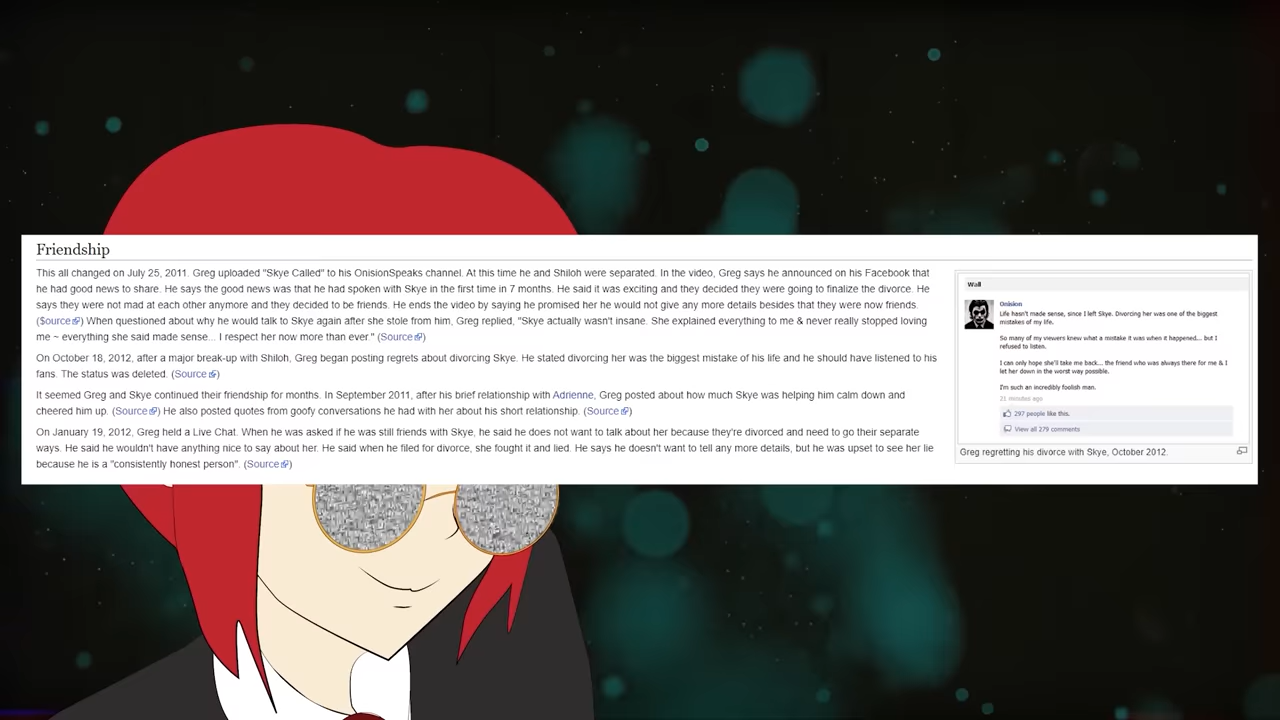 Friendship
This all changed on July 25, 2011. Greg uploaded "Skye Called" to his OnisionSpeaks channel. At this time he and Shiloh were separated. In the video, Greg says he announced on his Facebook that
he had good news to share. He says the good news was that he had spoken with Skye in the first time in 7 months. He said it was exciting and they decided they were going to finalize the divorce. He
says they were not mad at each other anymore and they decided to be friends. He ends the video by saying he promised her he would not give any more details besides that they were now friends.
(Source) When questioned about why he would talk to Skye again after she stole from him, Greg replied, "Skye actually wasn't insane. She explained everything to me & never really stopped loving
me ~ everything she said made sense... I respect her now more than ever." (Source)
On October 18, 2012, after a major break-up with Shiloh, Greg began posting regrets about divorcing Skye. He stated divorcing her was the biggest mistake of his life and he should have listened to his
fans. The status was deleted. (Source)
It seemed Greg and Skye continued their friendship for months. In September 2011, after his brief relationship with Adrienne, Greg posted about how much Skye was helping him calm down and
cheered him up. (Source) He also posted quotes from goofy conversations he had with her about his short relationship. (Source)
On January 19, 2012, Greg held a Live Chat. When he was asked if he was still friends with Skye, he said he does not want to talk about her because they're divorced and need to go their separate
ways. He said he wouldn't have anything nice to say about her. He said when he filed for divorce, she fought it and lied. He says he doesn't want to tell any more details, but he was upset to see her lie
because he is a "consistently honest person". (Source)
Wall
Onision
Life hasn't made sense, since I left Skye. Divorcing her was one of the biggest
mistakes of my life.
So many of my viewers knew what a mistake it was when it happened... but I
refused to listen.
I can only hope she'll take me back... the friend who was always there for me & I
let her down in the worst way possible.
I'm such an incredibly foolish man.
21 minutes ago
297 people like this.
View all 279 comments
Greg regretting his divorce with Skye, October 2012.